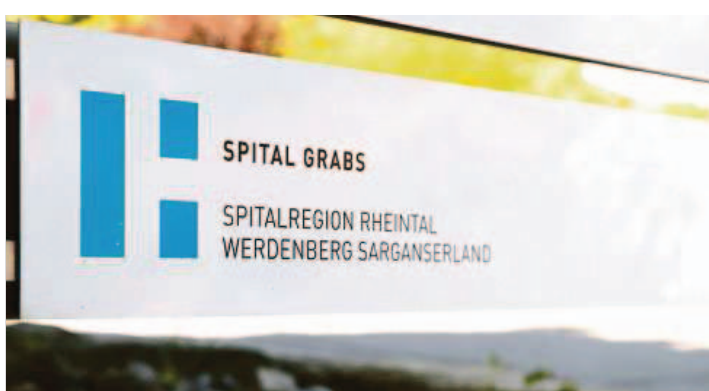 SPITAL GRABS
SPITALREGION RHEINTAL
WERDENBERG SARGANSERLAND